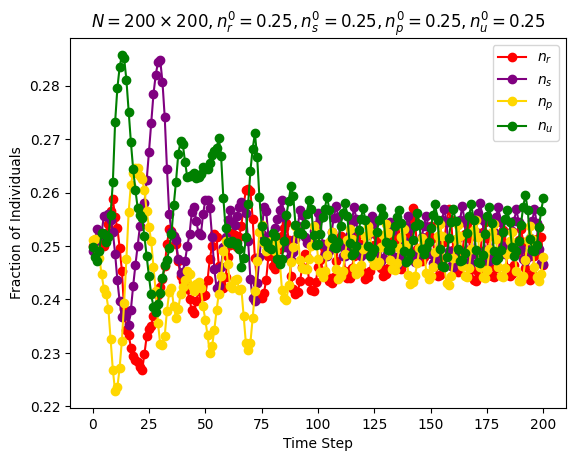 N = 200 × 200, n_r^0 = 0.25, n_s^0 = 0.25, n_p^0 = 0.25, n_u^0 = 0.25
n_r
n_s
n_p
n_u
0.28
0.27
0.26
0.25
0.24
0.23
0.22
Fraction of Individuals
0 25 50 75 100 125 150 175 200
Time Step